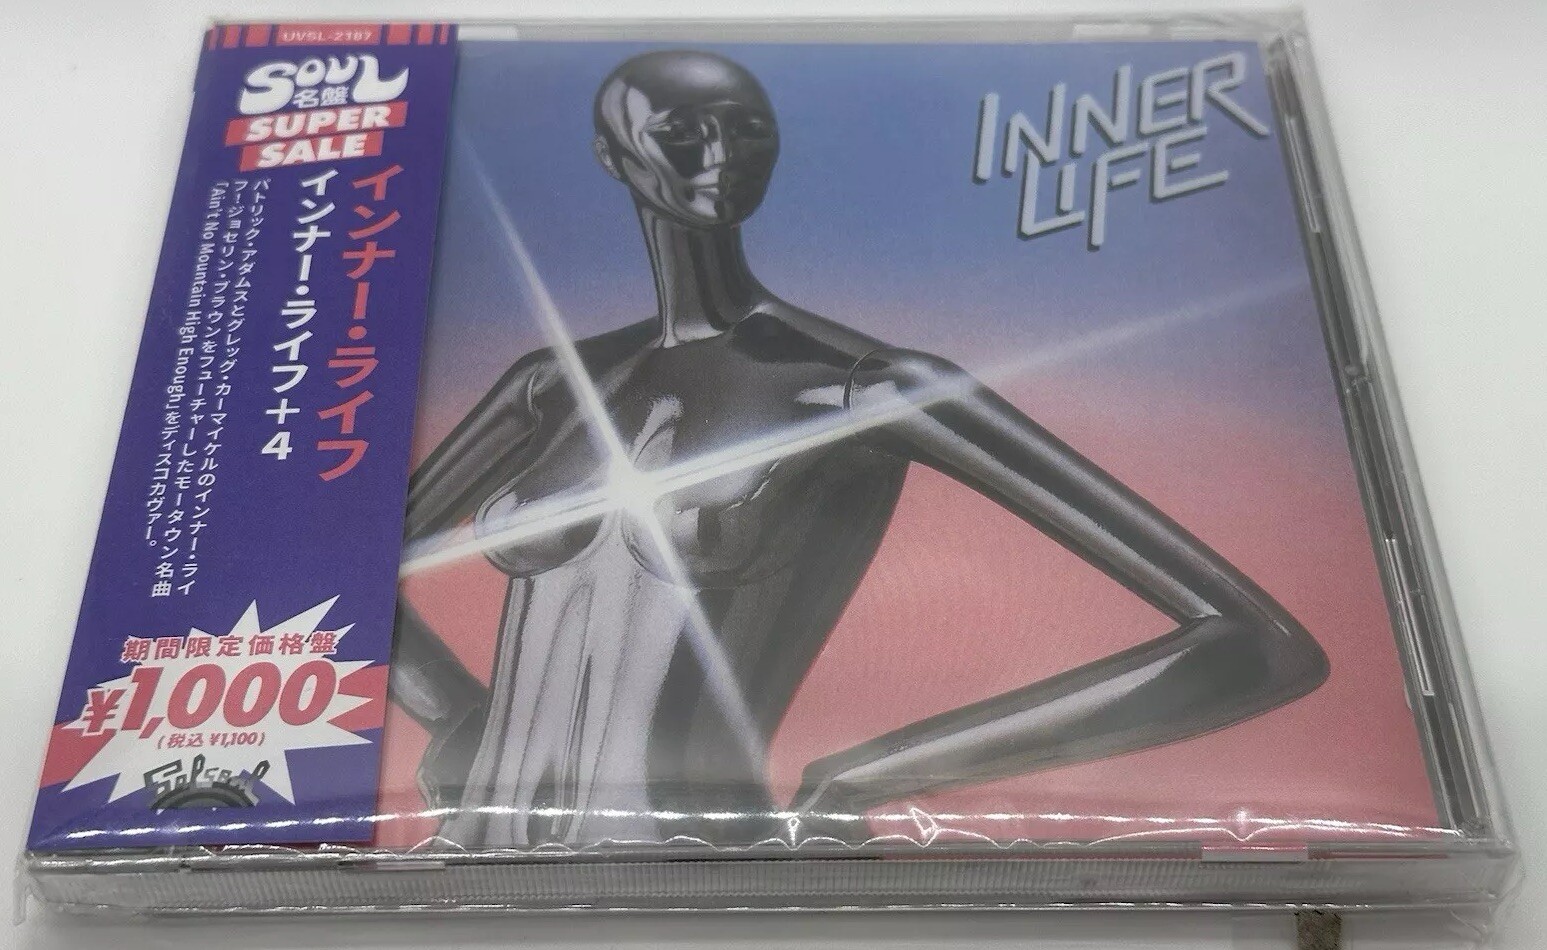 UVSL-2187
SOUL
名盤
SUPER
SALE
インナー・ライフ
インナー・ライフ+4
パトリック・アダムスとグレッグ・カーマイケルのインナー・ライ
フ・ジョセリン・ブラウンをフューチャーしたモータウン名曲
「Ain't No Mountain High Enough」をディスコカヴァー。
期間限定価格盤
¥1,000
(税込 ¥1,100)
Salsoul
INNER
LIFE